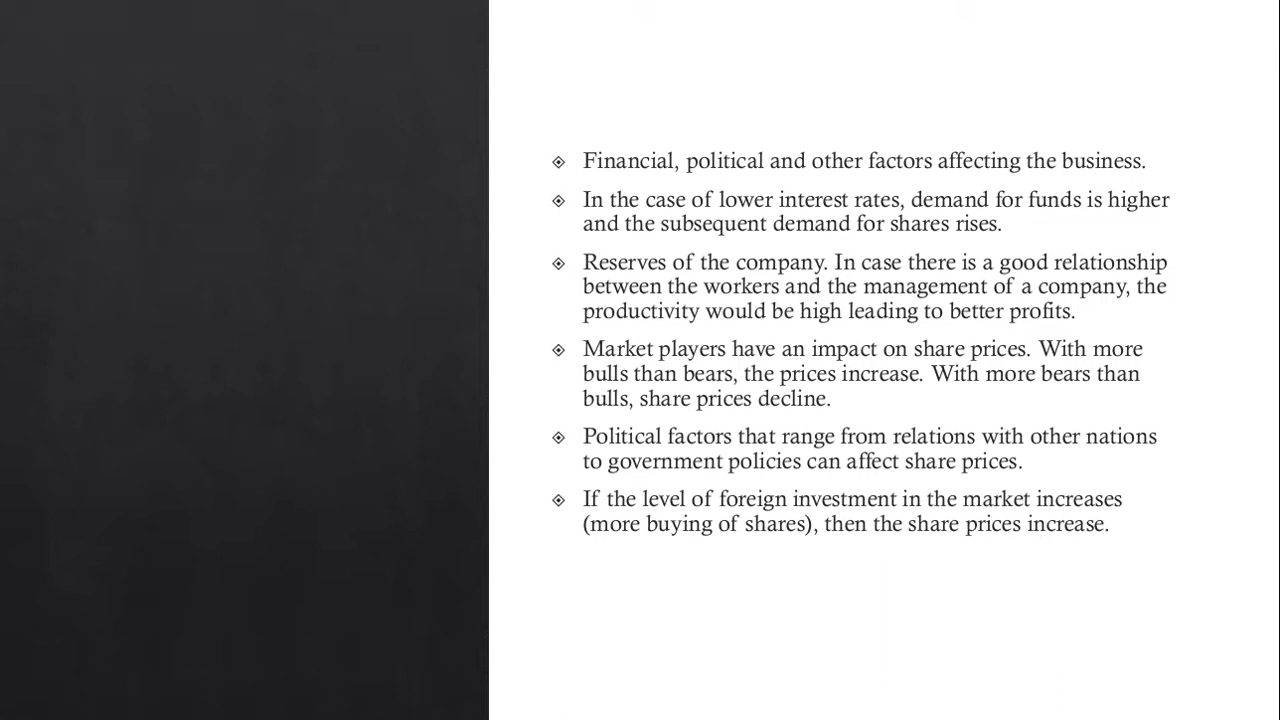 Financial, political and other factors affecting the business.
In the case of lower interest rates, demand for funds is higher
and the subsequent demand for shares rises.
Reserves of the company. In case there is a good relationship
between the workers and the management of a company, the
productivity would be high leading to better profits.
Market players have an impact on share prices. With more
bulls than bears, the prices increase. With more bears than
bulls, share prices decline.
Political factors that range from relations with other nations
to government policies can affect share prices.
If the level of foreign investment in the market increases
(more buying of shares), then the share prices increase.